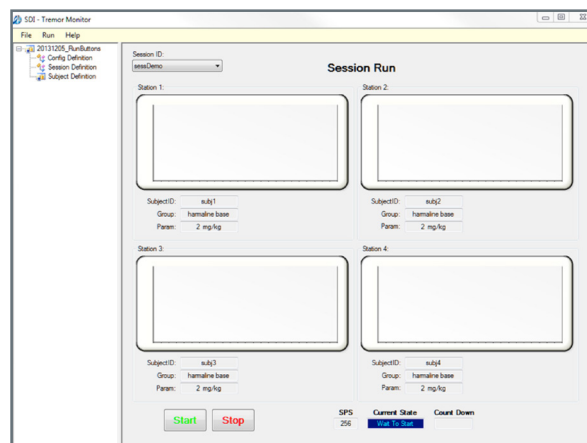 SDI - Tremor Monitor
File Run Help
20131205_RunButtons
Config Definition
Session Definition
Subject Definition
Session ID:
sessDemo
Session Run
Station 1:
SubjectID: subj1
Group: harmaline base
Param: 2 mg/kg
Station 2:
SubjectID: subj2
Group: harmaline base
Param: 2 mg/kg
Station 3:
SubjectID: subj3
Group: harmaline base
Param: 2 mg/kg
Station 4:
SubjectID: subj4
Group: harmaline base
Param: 2 mg/kg
Start Stop
SPS Current State Count Down
256 Wait To Start